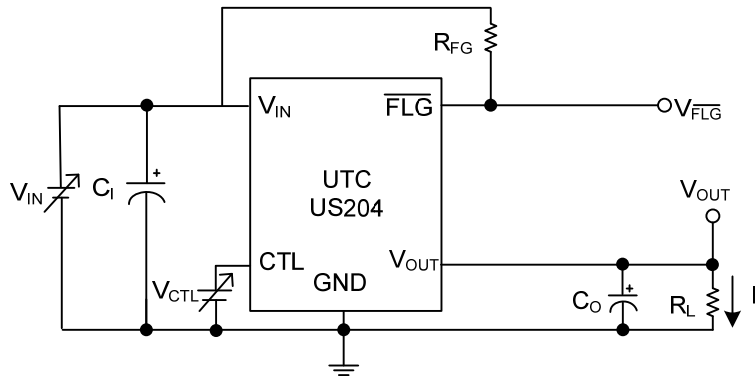 RFG
VIN
FLG
VFLG
VIN
CI
UTC
US204
VOUT
CTL
VOUT
VCTL
GND
CO
RL
I